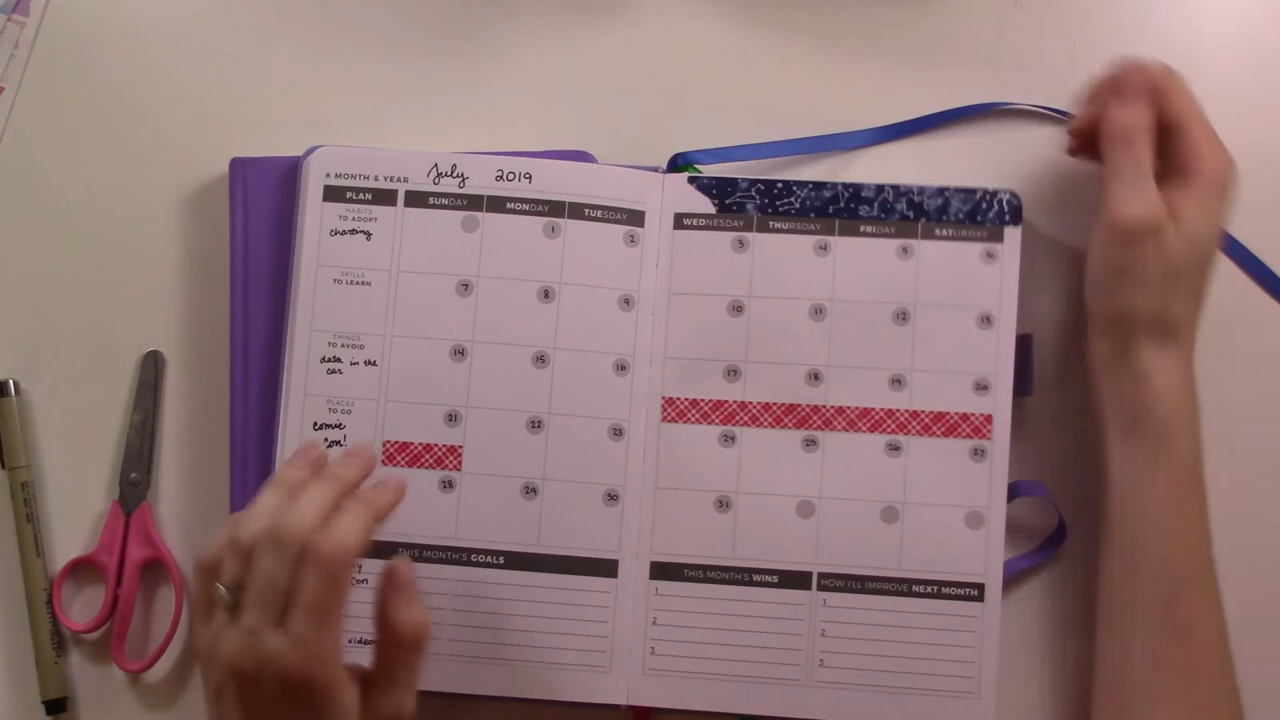 MONTH & YEAR July 2019
PLAN
SUNDAY MONDAY TUESDAY
WEDNESDAY THURSDAY FRIDAY SATURDAY
HABITS
TO ADOPT
charting
1 2
3 4 5 6
SKILLS
TO LEARN
7 8 9
10 11 12 13
THINGS
TO AVOID
data in the
car
14 15 16
17 18 19 20
PLACES
TO GO
comic
con!
21 22 23
24 25 26 27
28 29 30
31
THIS MONTH'S GOALS
con
video
THIS MONTH'S WINS
1
2
3
HOW I'LL IMPROVE NEXT MONTH
1
2
3